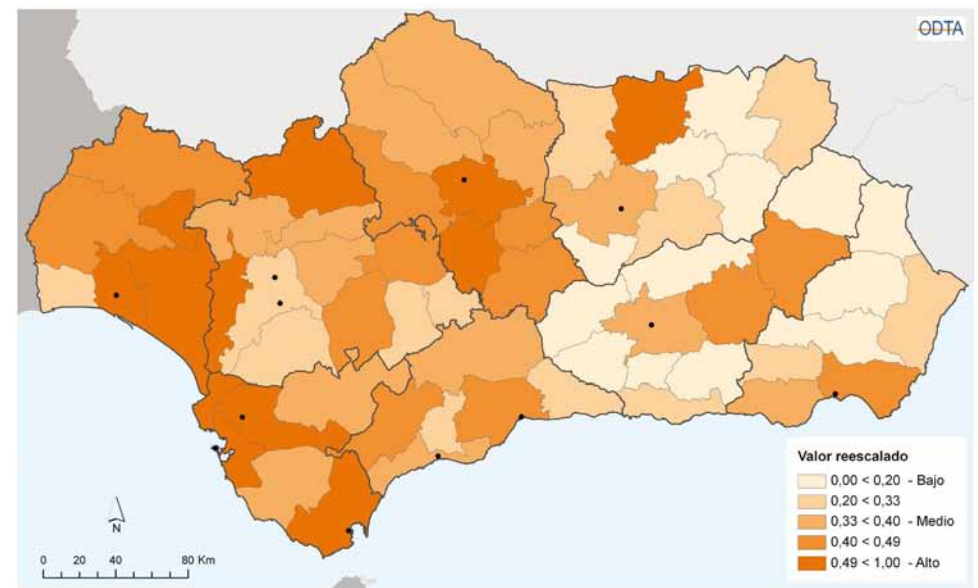 ODTA
Valor reescalado
0,00 < 0,20 - Bajo
0,20 < 0,33
0,33 < 0,40 - Medio
0,40 < 0,49
0,49 < 1,00 - Alto
N
0 20 40 80 Km